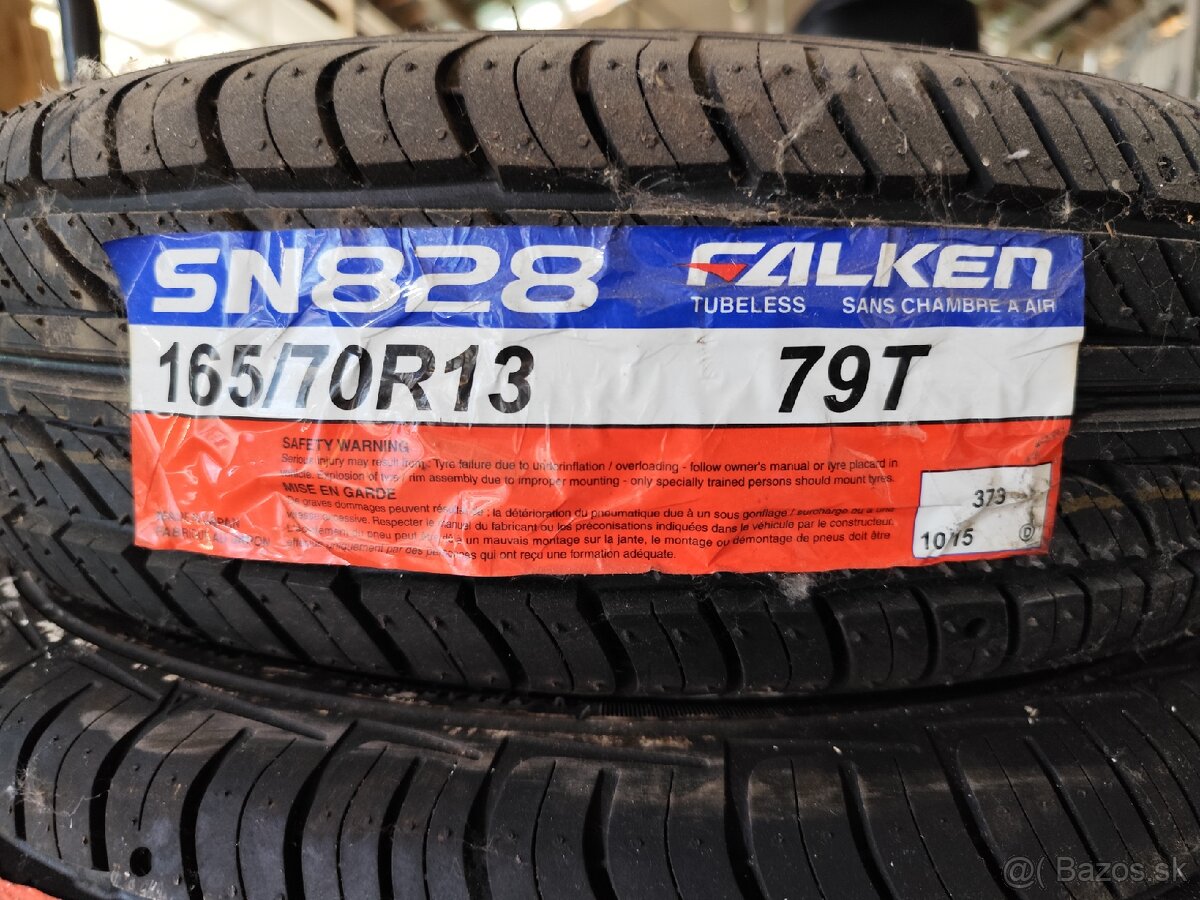 SN828
FALKEN
TUBELESS SANS CHAMBRE A AIR
165/70R13 79T
SAFETY WARNING
Serious injury may result from: Tyre failure due to underinflation / overloading - follow owner's manual or tyre placard in
vehicle. Explosion of tyre / rim assembly due to improper mounting - only specially trained persons should mount tyres.
MISE EN GARDE
De graves dommages peuvent résulter de: la détérioration du pneumatique due à un sous gonflage / surcharge ou à une
vitesse excessive. Respecter le manuel du fabricant ou les préconisations indiquées dans le véhicule par le constructeur.
du pneu peut être dû à un mauvais montage sur la jante, le montage ou démontage de pneus doit être
uniquement par des personnes qui ont reçu une formation adéquate.
373
10/15 D
@( Bazos.sk